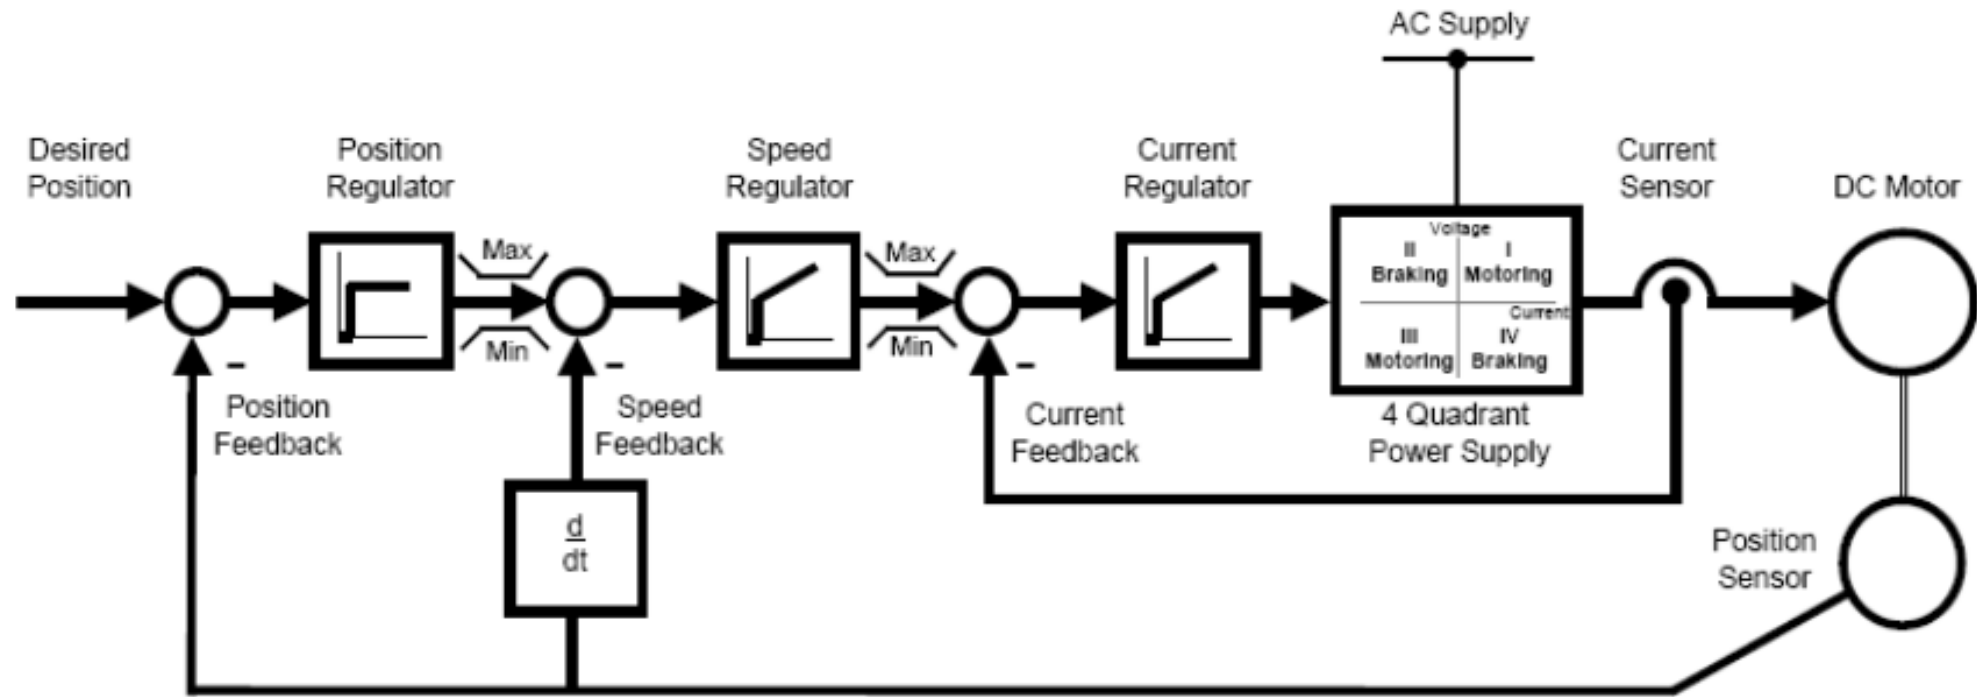 AC Supply
Desired
Position
Position
Regulator
Speed
Regulator
Current
Regulator
Current
Sensor
DC Motor
Max
Min
Max
Min
Voltage
II
Braking
I
Motoring
Current
III
Motoring
IV
Braking
-
Position
Feedback
-
Speed
Feedback
-
Current
Feedback
4 Quadrant
Power Supply
d
dt
Position
Sensor